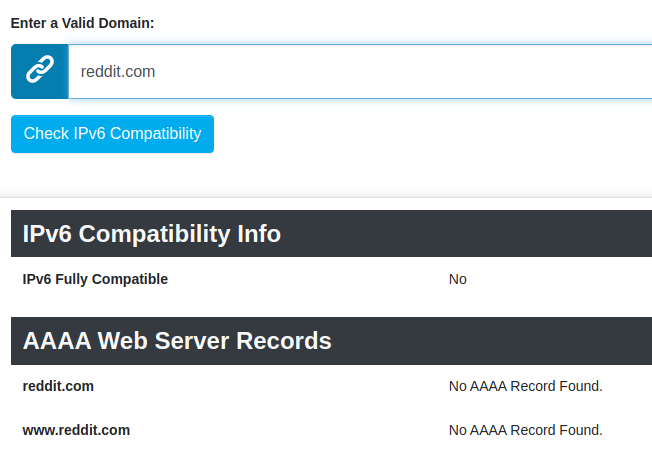 Enter a Valid Domain:
reddit.com
Check IPv6 Compatibility
IPv6 Compatibility Info
IPv6 Fully Compatible No
AAAA Web Server Records
reddit.com No AAAA Record Found.
www.reddit.com No AAAA Record Found.